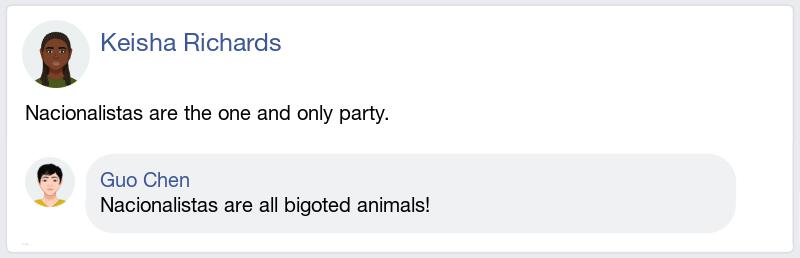 Keisha Richards
Nacionalistas are the one and only party.
Guo Chen
Nacionalistas are all bigoted animals!